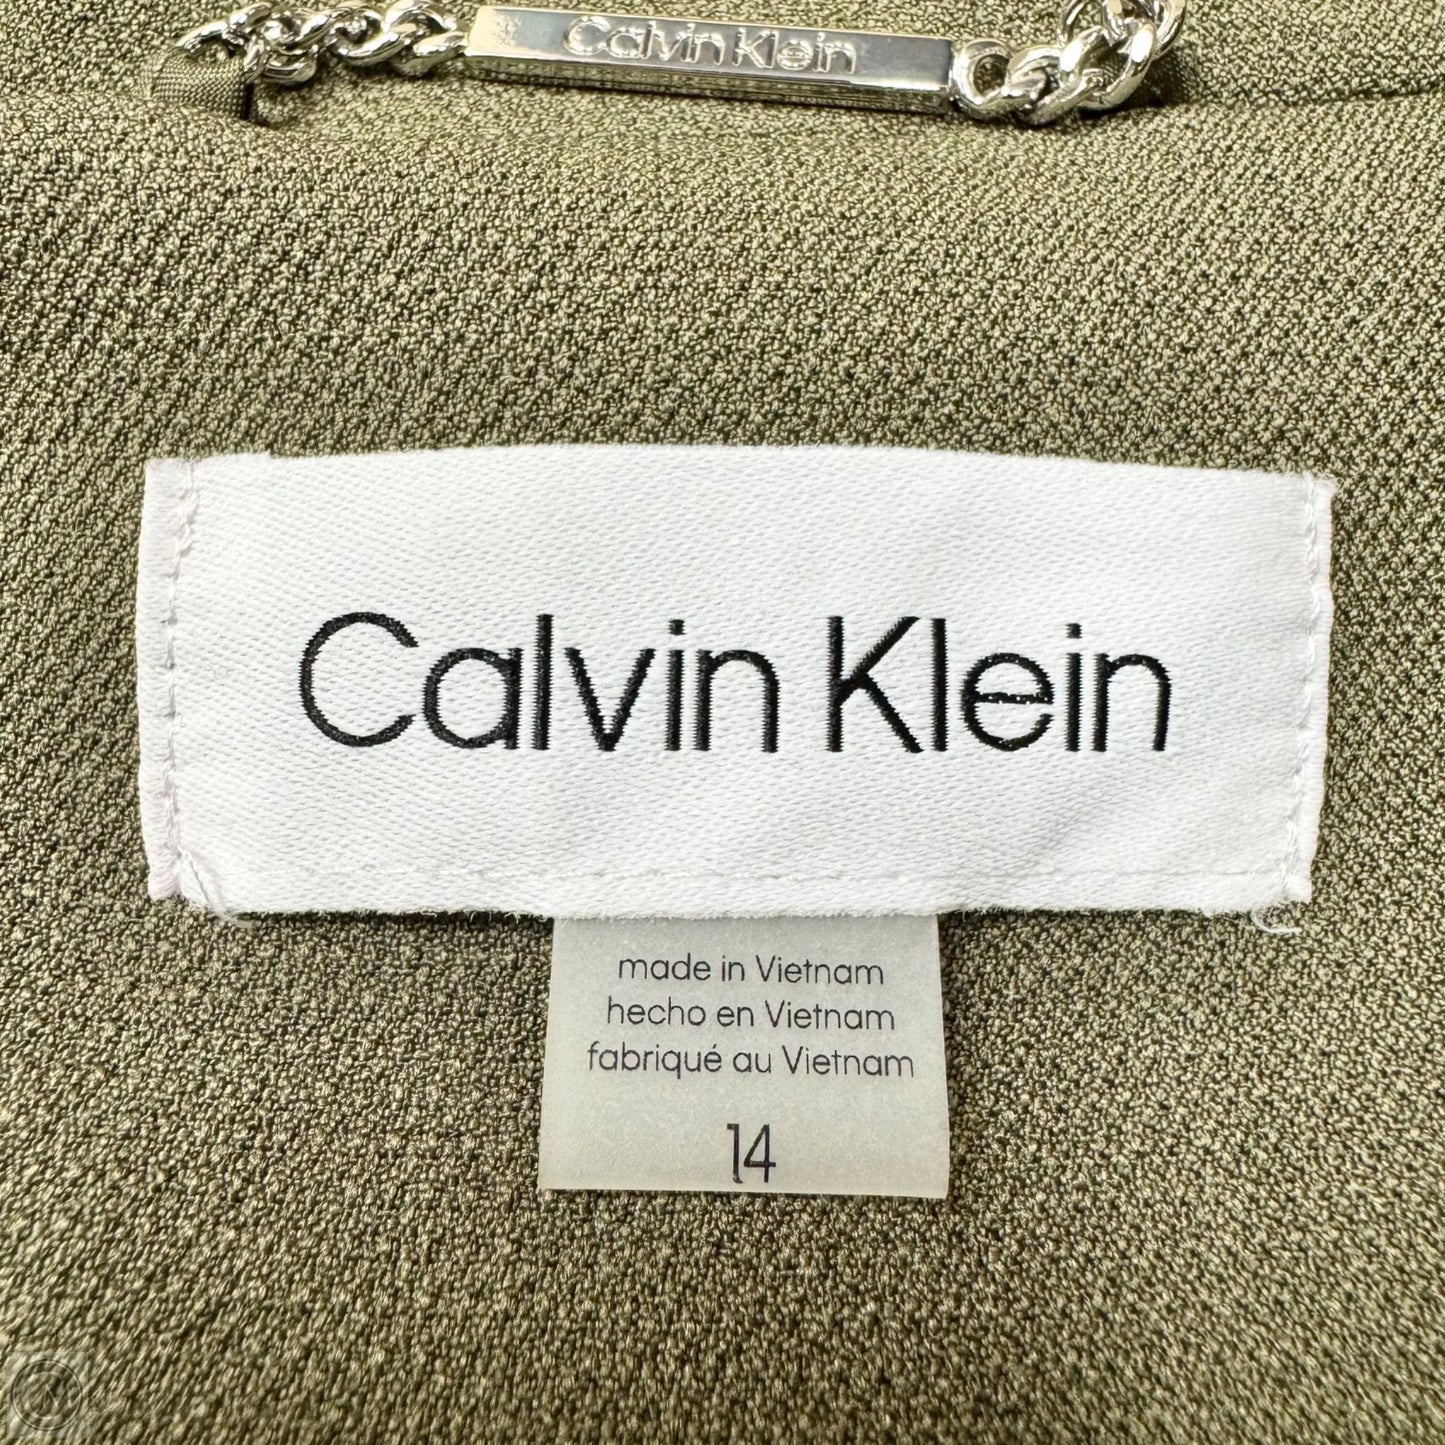 Calvin Klein
Calvin Klein
made in Vietnam
hecho en Vietnam
fabriqué au Vietnam
14